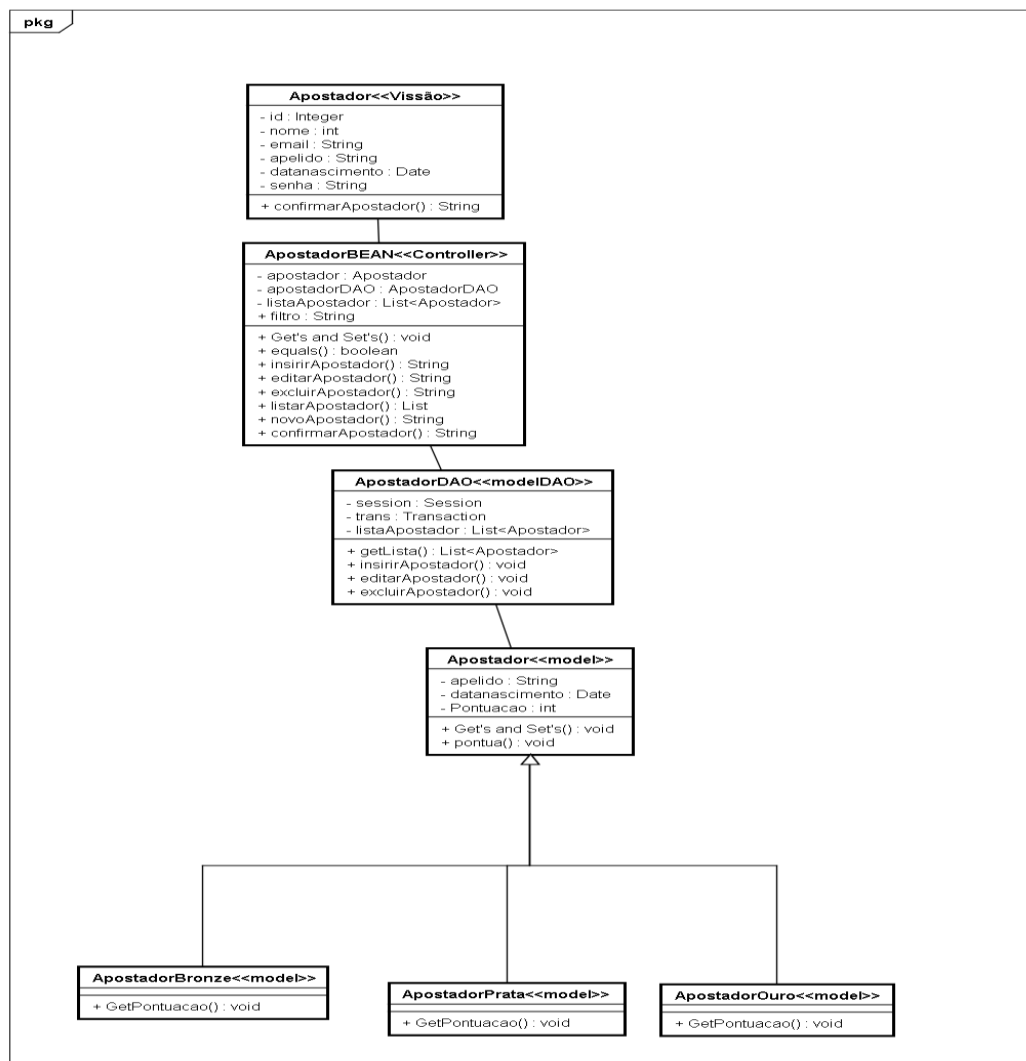 pkg
Apostador<<Vissão>>
- id : Integer
- nome : int
- email : String
- apelido : String
- datanascimento : Date
- senha : String
+ confirmarApostador() : String
ApostadorBEAN<<Controller>>
- apostador : Apostador
- apostadorDAO : ApostadorDAO
- listaApostador : List<Apostador>
+ filtro : String
+ Get's and Set's() : void
+ equals() : boolean
+ insirirApostador() : String
+ editarApostador() : String
+ excluirApostador() : String
+ listarApostador() : List
+ novoApostador() : String
+ confirmarApostador() : String
ApostadorDAO<<modelDAO>>
- session : Session
- trans : Transaction
- listaApostador : List<Apostador>
+ getLista() : List<Apostador>
+ insirirApostador() : void
+ editarApostador() : void
+ excluirApostador() : void
Apostador<<model>>
- apelido : String
- datanascimento : Date
- Pontuacao : int
+ Get's and Set's() : void
+ pontua() : void
ApostadorBronze<<model>>
+ GetPontuacao() : void
ApostadorPrata<<model>>
+ GetPontuacao() : void
ApostadorOuro<<model>>
+ GetPontuacao() : void